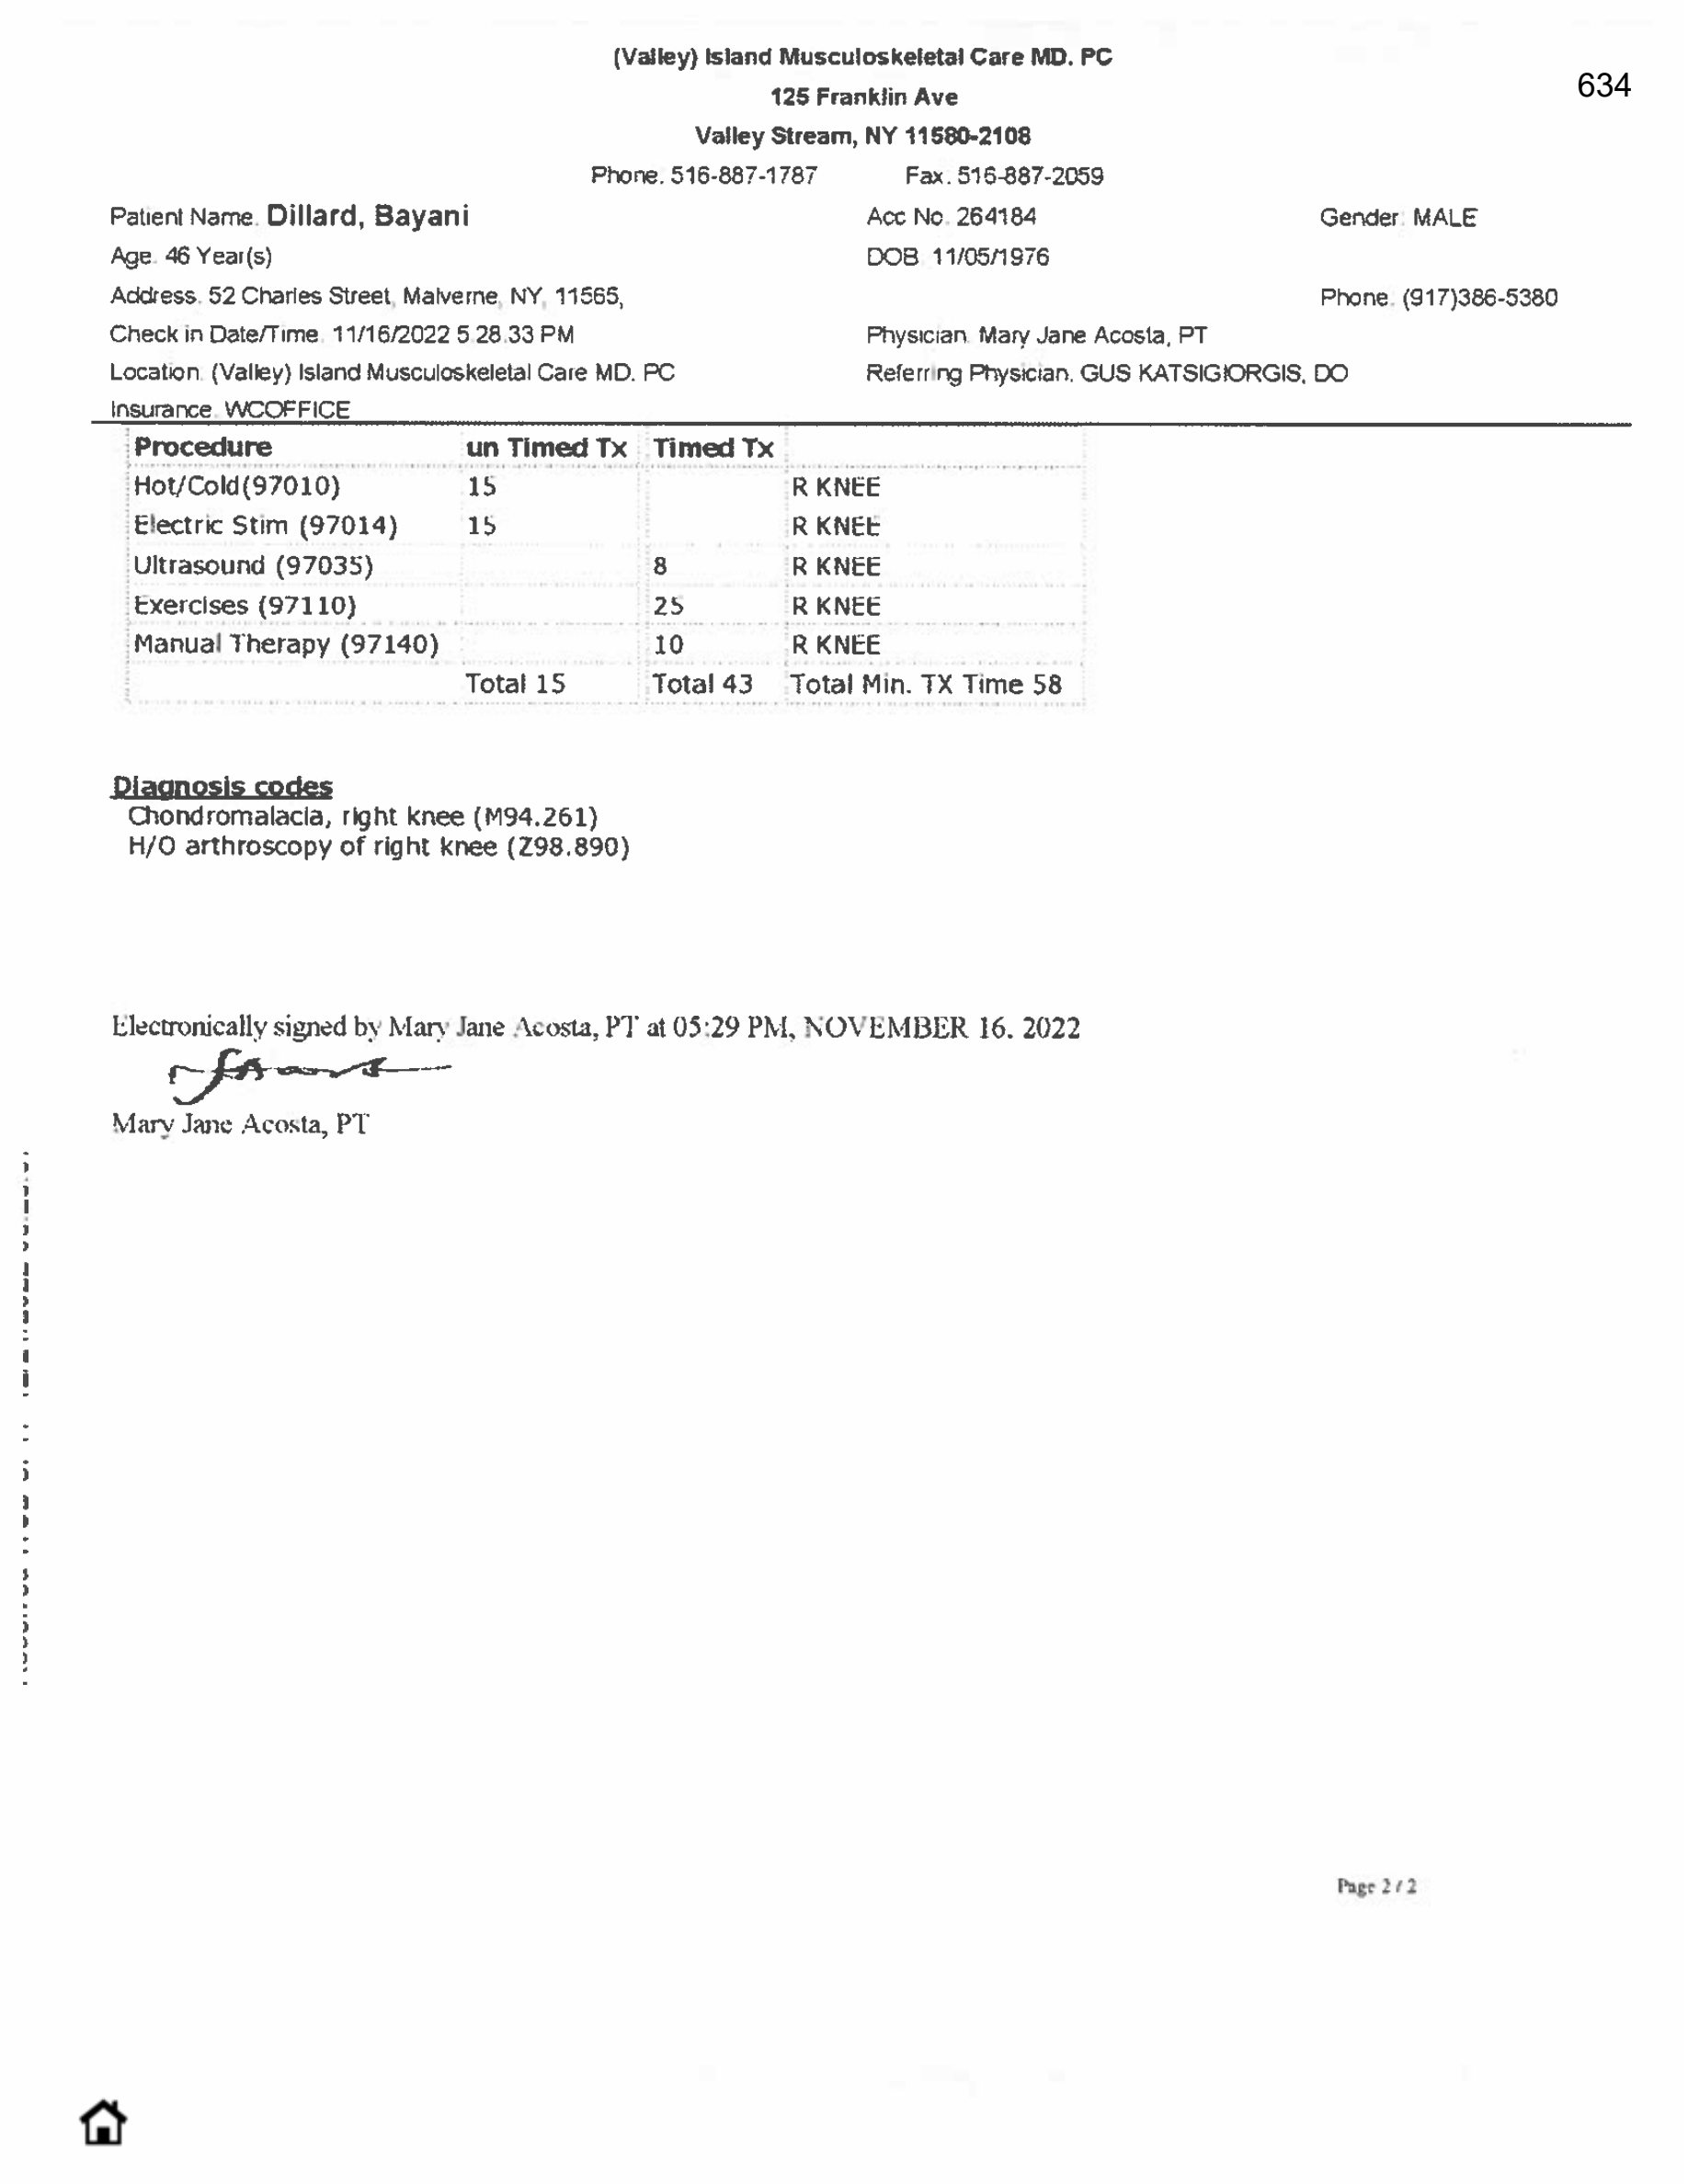 (Valley) Island Musculoskeletal Care MD. PC
634
125 Franklin Ave
Valley Stream, NY 11580-2108
Phone. 516-887-1787 Fax. 516-887-2059
Patient Name. Dillard, Bayani Acc No. 264184 Gender: MALE
Age. 46 Year(s) DOB 11/05/1976
Address. 52 Charles Street, Malverne, NY, 11565, Phone. (917)386-5380
Check in Date/Time. 11/16/2022 5.28.33 PM Physician. Mary Jane Acosta, PT
Location: (Valley) Island Musculoskeletal Care MD. PC Referring Physician. GUS KATSIGIORGIS, DO
Insurance. WCOFFICE
Procedure un Timed Tx Timed Tx
Hot/Cold(97010) 15 R KNEE
Electric Stim (97014) 15 R KNEE
Ultrasound (97035) 8 R KNEE
Exercises (97110) 25 R KNEE
Manual Therapy (97140) 10 R KNEE
Total 15 Total 43 Total Min. TX Time 58
Diagnosis codes
Chondromalacia, right knee (M94.261)
H/O arthroscopy of right knee (Z98.890)
Electronically signed by Mary Jane Acosta, PT at 05:29 PM, NOVEMBER 16. 2022
Mary Jane Acosta, PT
Page 2 / 2